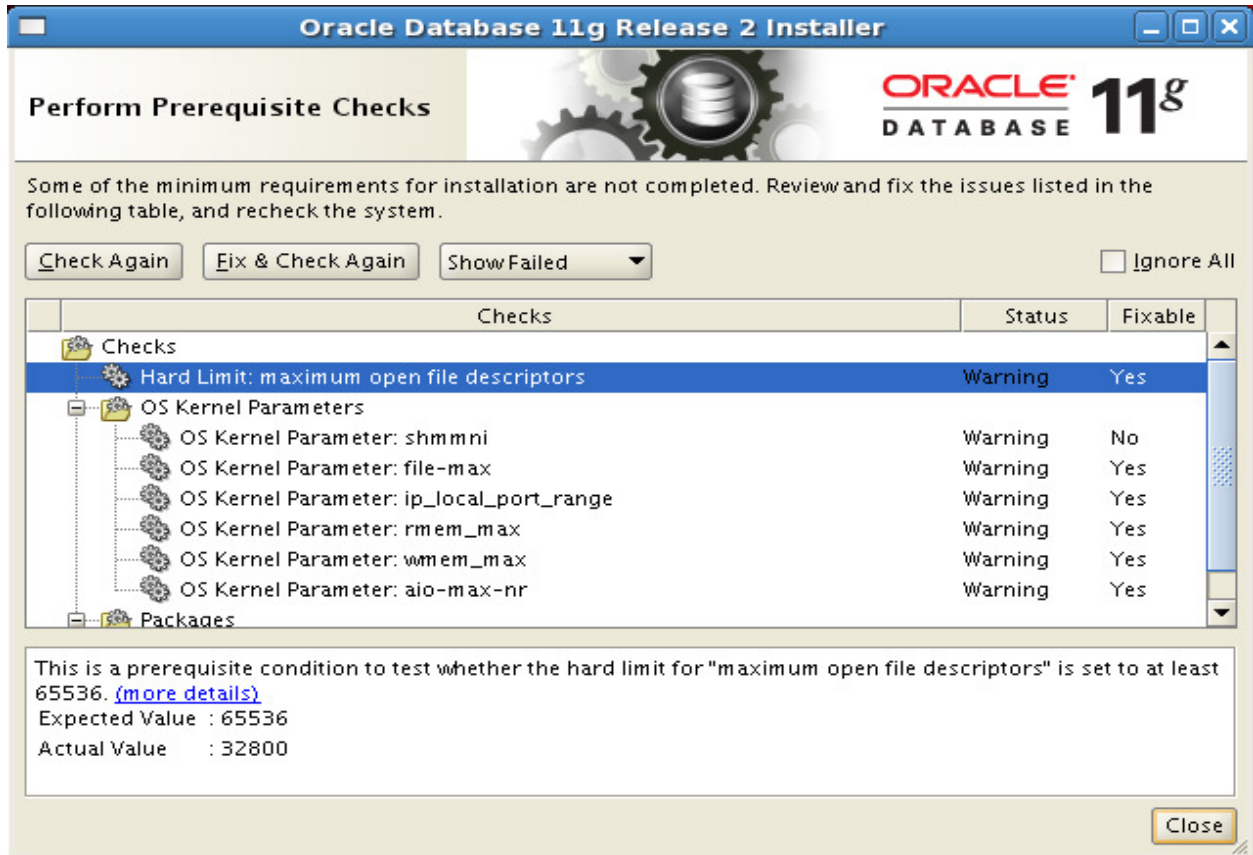 Oracle Database 11g Release 2 Installer
Perform Prerequisite Checks
ORACLE
DATABASE
11g
Some of the minimum requirements for installation are not completed. Review and fix the issues listed in the
following table, and recheck the system.
Check Again
Fix & Check Again
Show Failed
Ignore All
Checks Status Fixable
Checks
Hard Limit: maximum open file descriptors Warning Yes
OS Kernel Parameters
OS Kernel Parameter: shmmni Warning No
OS Kernel Parameter: file-max Warning Yes
OS Kernel Parameter: ip_local_port_range Warning Yes
OS Kernel Parameter: rmem_max Warning Yes
OS Kernel Parameter: wmem_max Warning Yes
OS Kernel Parameter: aio-max-nr Warning Yes
Packages
This is a prerequisite condition to test whether the hard limit for "maximum open file descriptors" is set to at least
65536. (more details)
Expected Value : 65536
Actual Value : 32800
Close